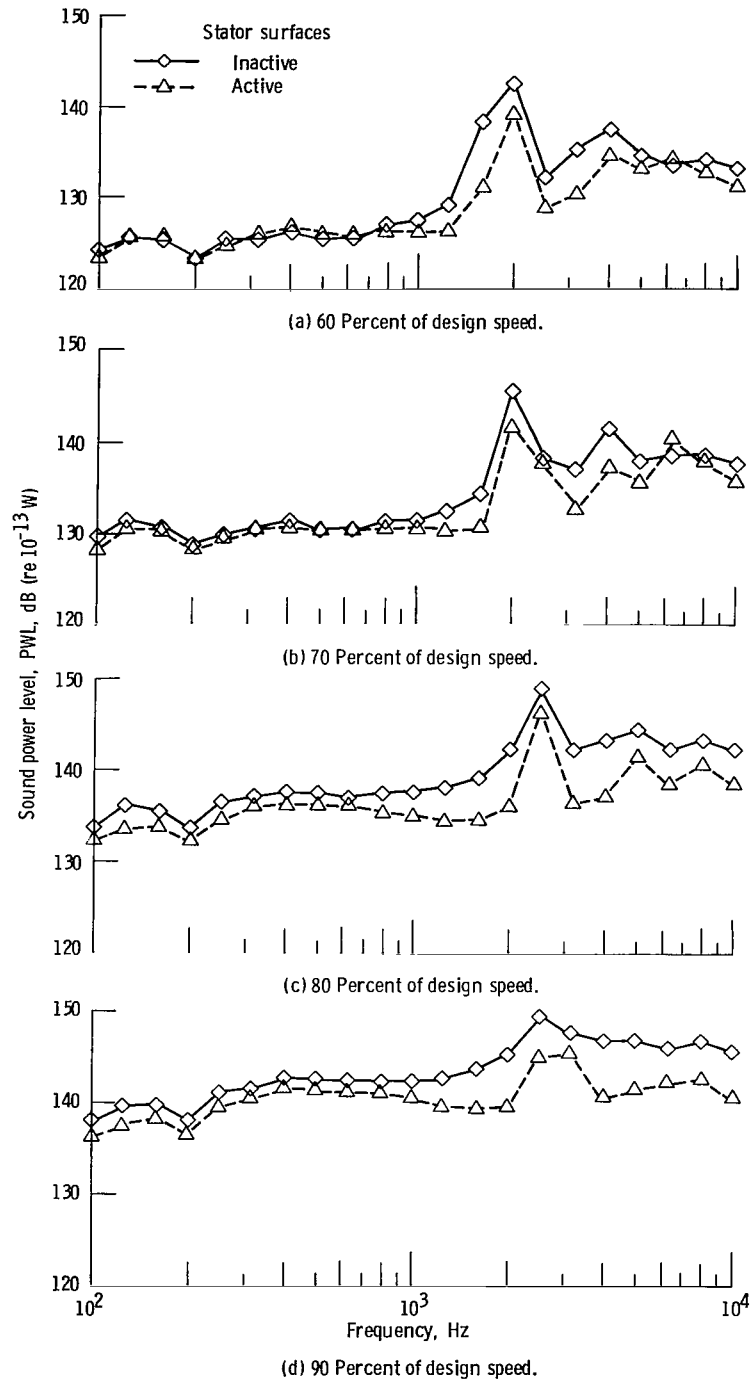 150
140
130
120
Stator surfaces
Inactive
Active
(a) 60 Percent of design speed.
150
140
130
120
(b) 70 Percent of design speed.
Sound power level, PWL, dB (re 10⁻¹³ W)
150
140
130
120
(c) 80 Percent of design speed.
150
140
130
120
10² 10³ 10⁴
Frequency, Hz
(d) 90 Percent of design speed.